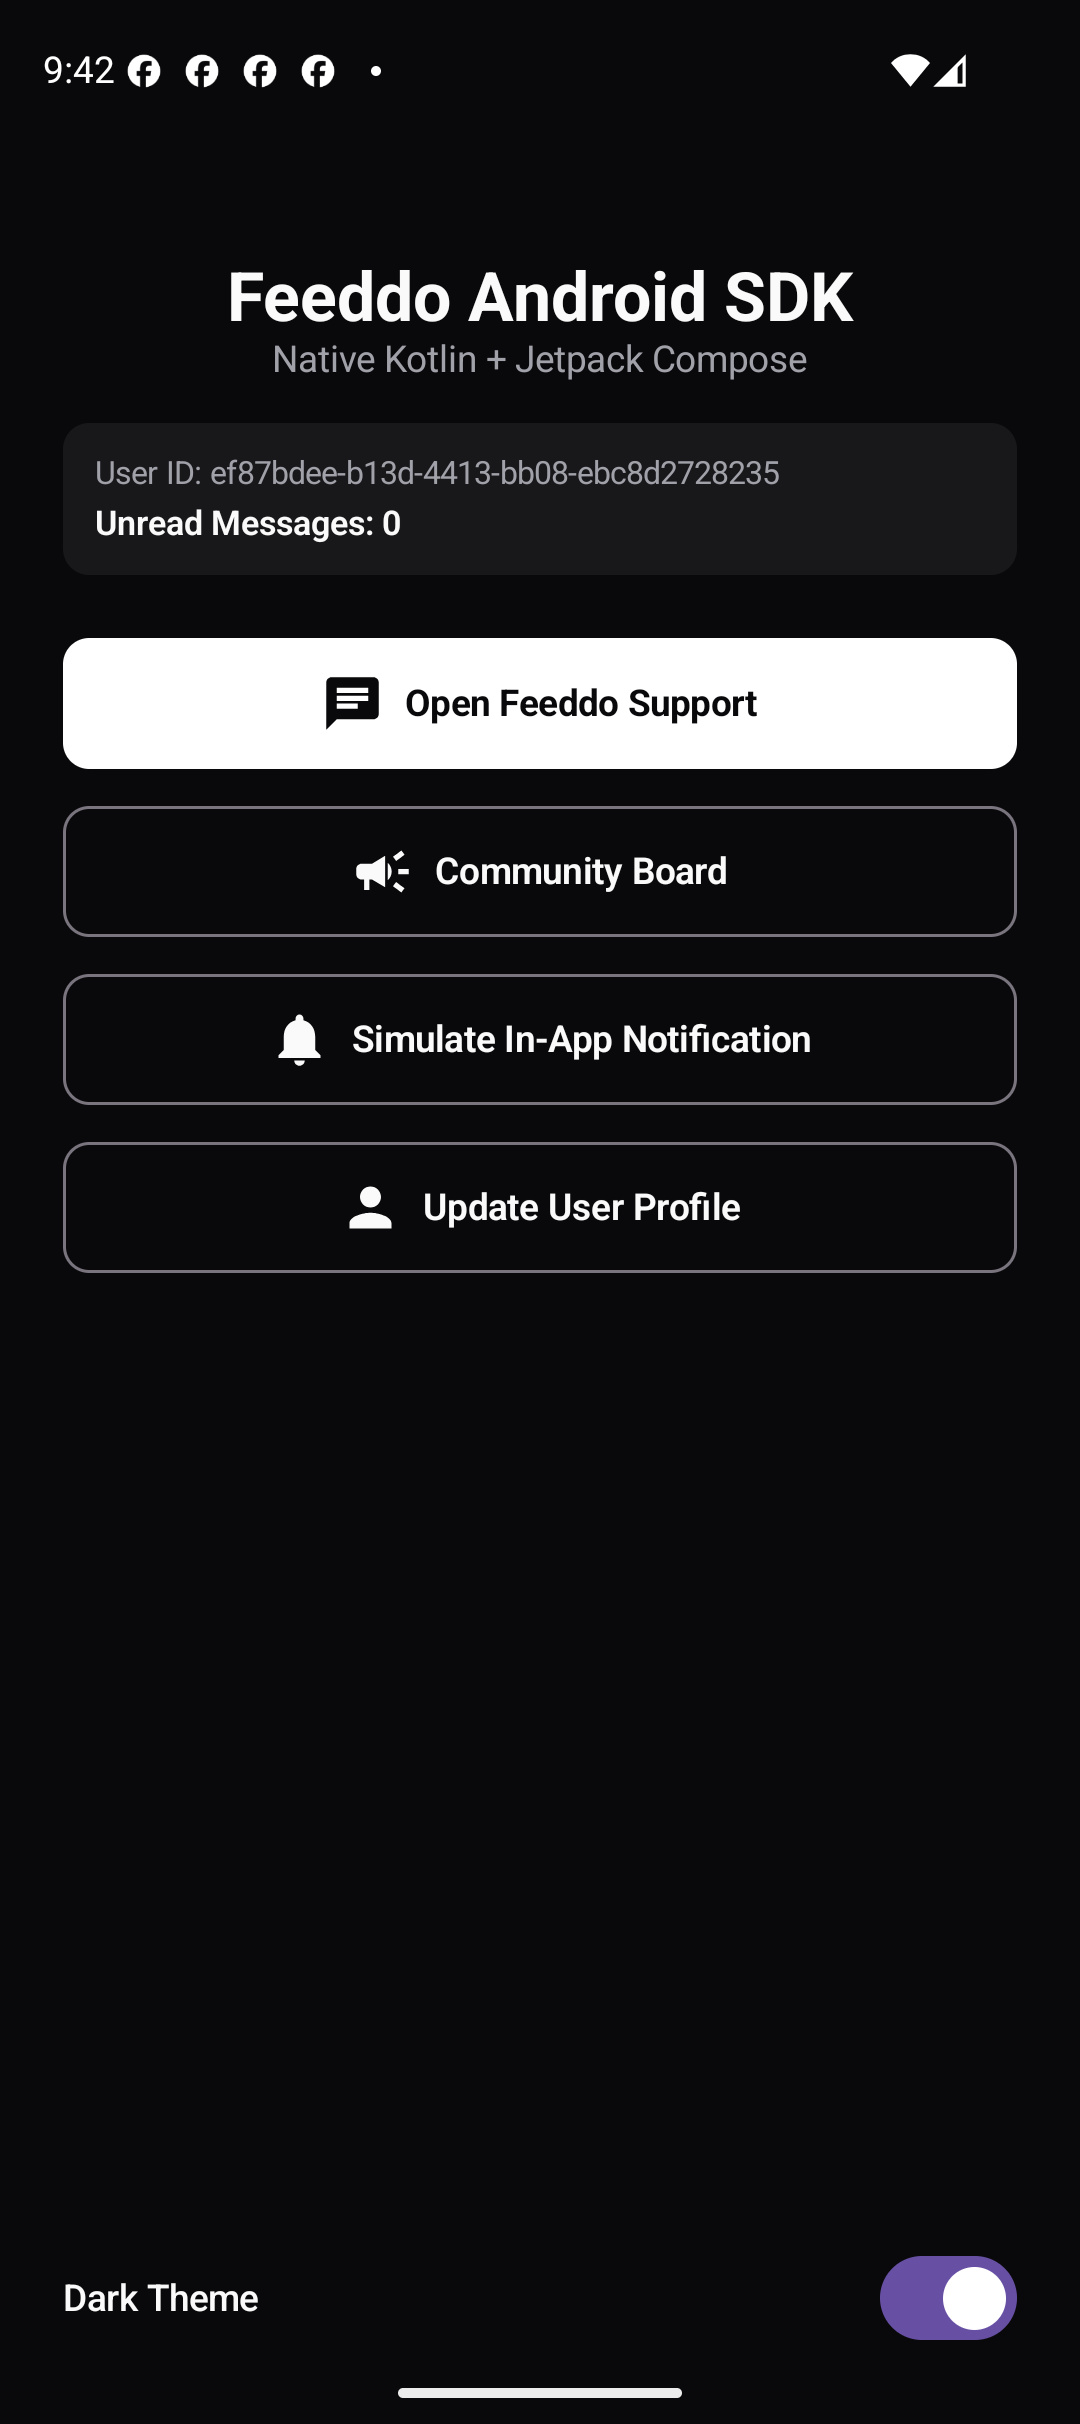 9:42
Feeddo Android SDK
Native Kotlin + Jetpack Compose
User ID: ef87bdee-b13d-4413-bb08-ebc8d2728235
Unread Messages: 0
Open Feeddo Support
Community Board
Simulate In-App Notification
Update User Profile
Dark Theme